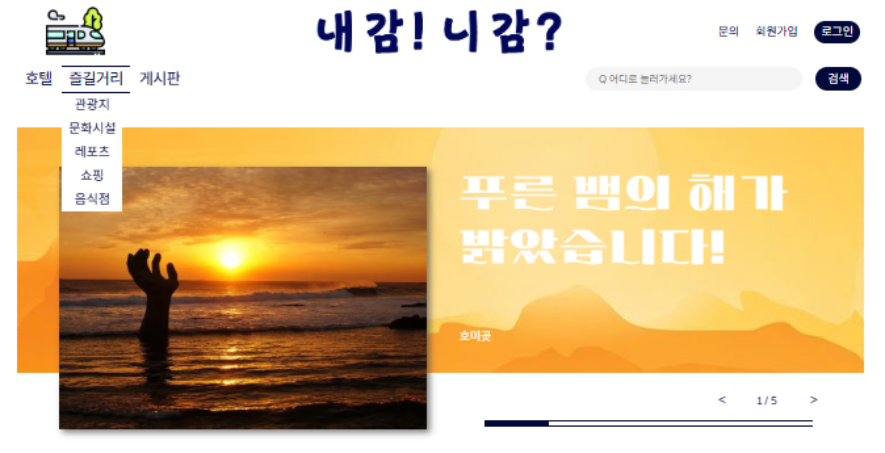 내감! 니감?
문의 회원가입 로그인
호텔 즐길거리 게시판
Q 어디로 놀러가세요? 검색
관광지
문화시설
레포츠
쇼핑
음식점
푸른 뱀의 해가
밝았습니다!
호미곶
< 1/5 >